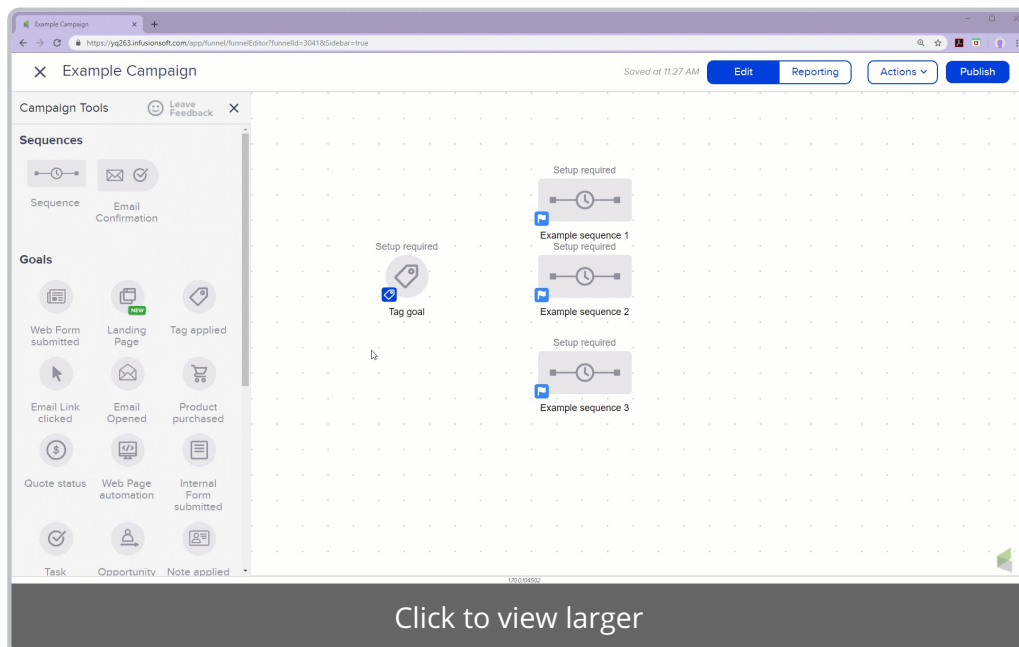 Example Campaign
https://yq263.infusionsoft.com/app/funnel/funnelEditor?funnelId=3041&Sidebar=true
Example Campaign
Saved at 11:27 AM
Edit
Reporting
Actions
Publish
Campaign Tools
Leave
Feedback
Sequences
Sequence
Email
Confirmation
Goals
NEW
Web Form
submitted
Landing
Page
Tag applied
Email Link
clicked
Email
Opened
Product
purchased
Quote status
Web Page
automation
Internal
Form
submitted
Task
Opportunity
Note applied
Setup required
Tag goal
Setup required
Example sequence 1
Setup required
Example sequence 2
Setup required
Example sequence 3
1.70.0.104502
Click to view larger